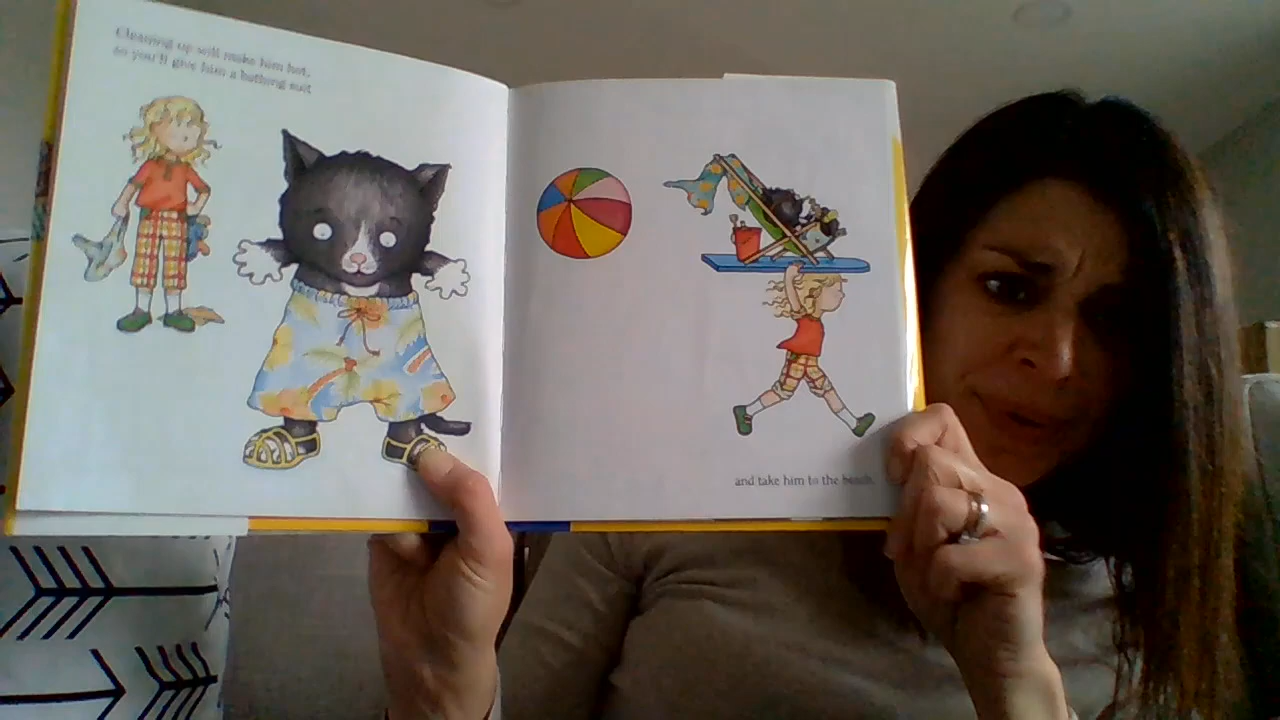 Cleaning up will make him hot,
so you'll give him a bathing suit
and take him to the beach.